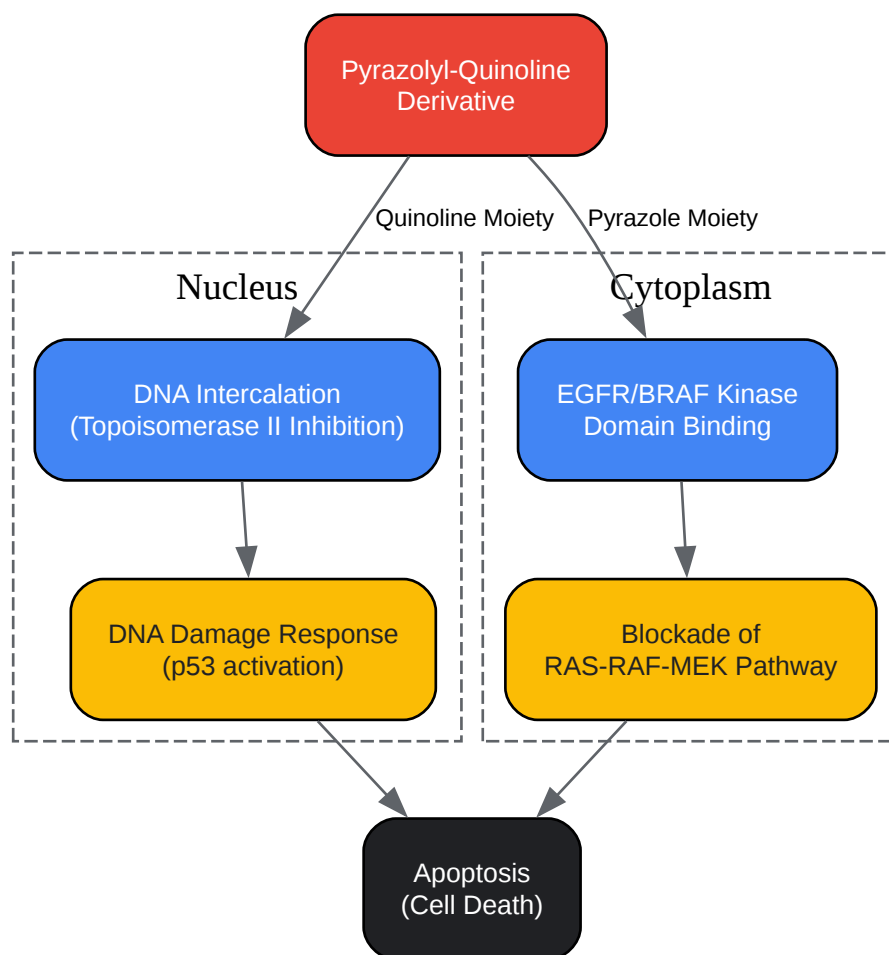 Pyrazolyl-Quinoline
Derivative
Quinoline Moiety
Pyrazole Moiety
Nucleus
Cytoplasm
DNA Intercalation
(Topoisomerase II Inhibition)
EGFR/BRAF Kinase
Domain Binding
DNA Damage Response
(p53 activation)
Blockade of
RAS-RAF-MEK Pathway
Apoptosis
(Cell Death)